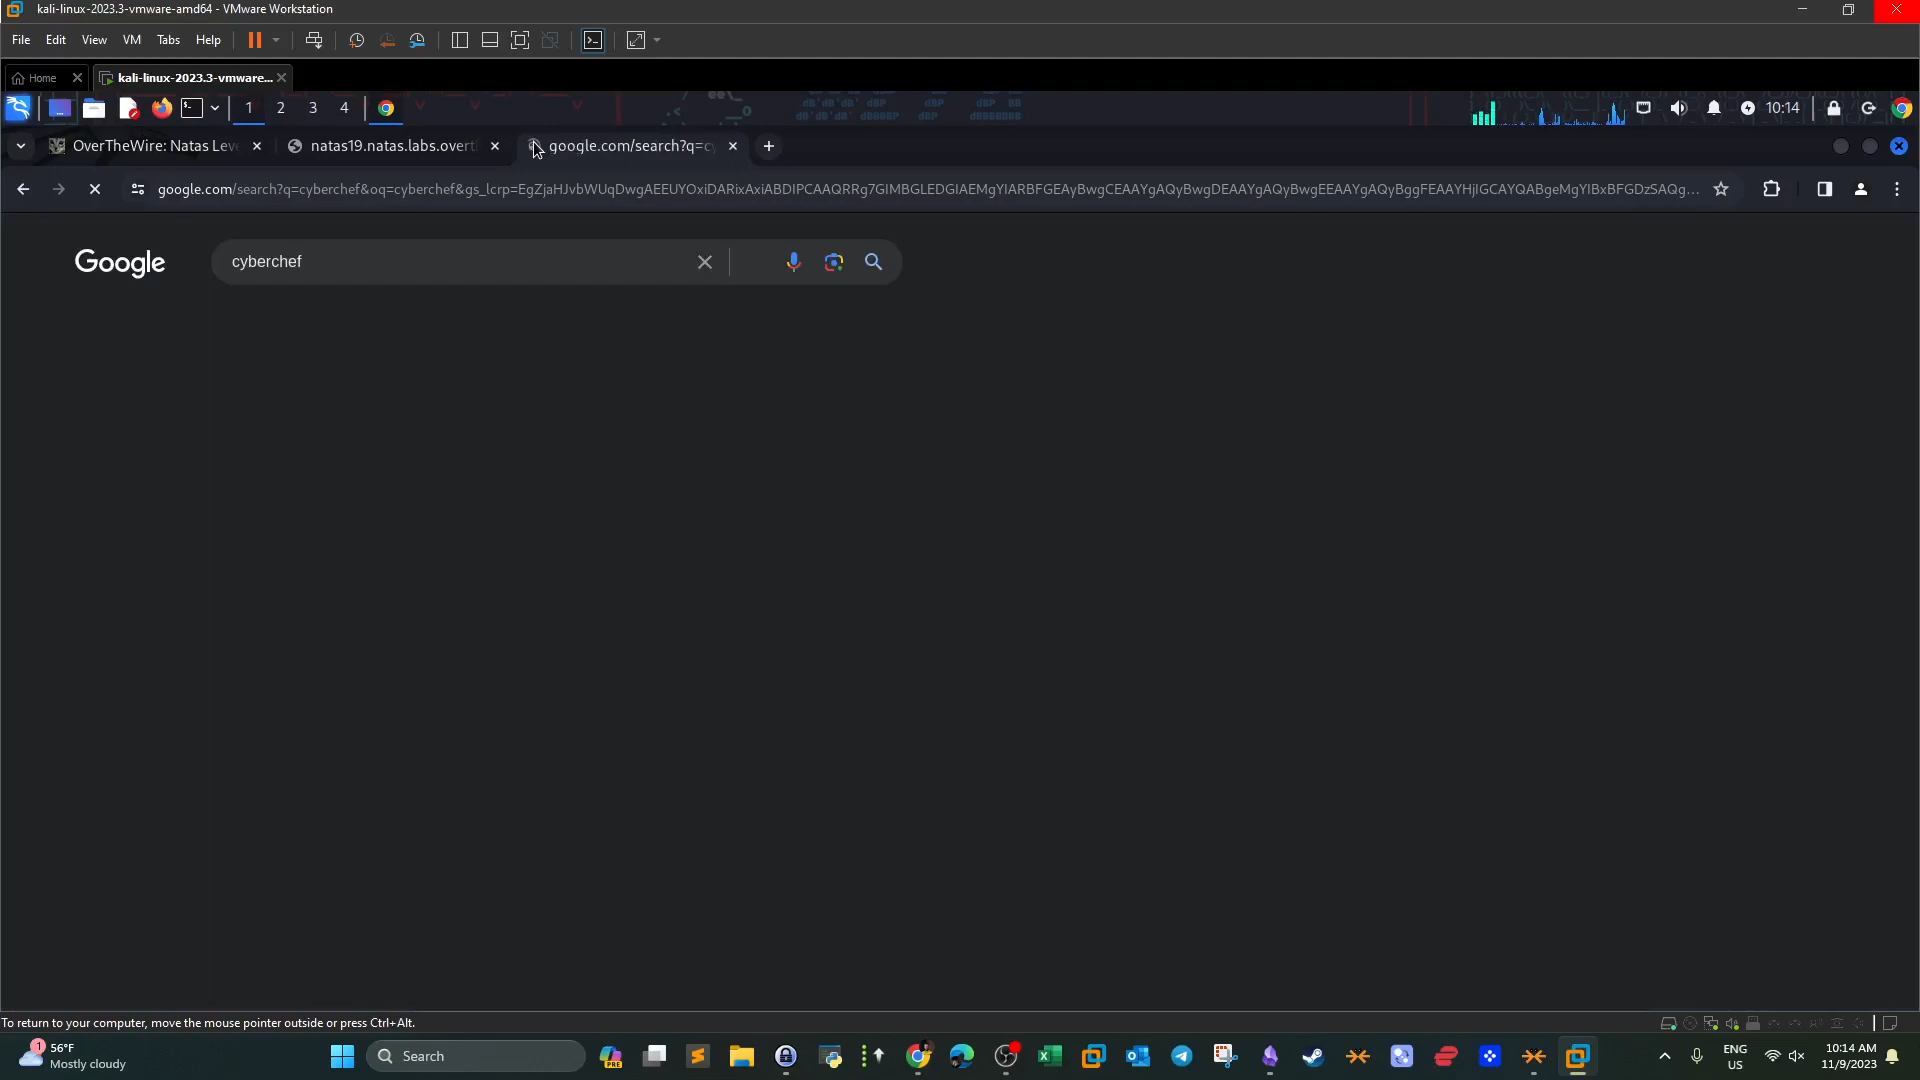 kali-linux-2023.3-vmware-amd64 - VMware Workstation
File Edit View VM Tabs Help
Home kali-linux-2023.3-vmware...
1 2 3 4 10:14
OverTheWire: Natas Lev natas19.natas.labs.overt google.com/search?q=cy
google.com/search?q=cyberchef&oq=cyberchef&gs_lcrp=EgZjaHJvbWUqDwgAEEUYOxiDARixAxiABDIPCAAQRRg7GIMBGLEDGIAEMgYIARBFGEAyBwgCEAAYgAQyBwgDEAAYgAQyBwgEEAAYgAQyBggFEAAYHjIGCAYQABgeMgYIBxBFGDzSAQg...
Google cyberchef
To return to your computer, move the mouse pointer outside or press Ctrl+Alt.
1
56°F
Mostly cloudy
Search
PRE
ENG
US
10:14 AM
11/9/2023